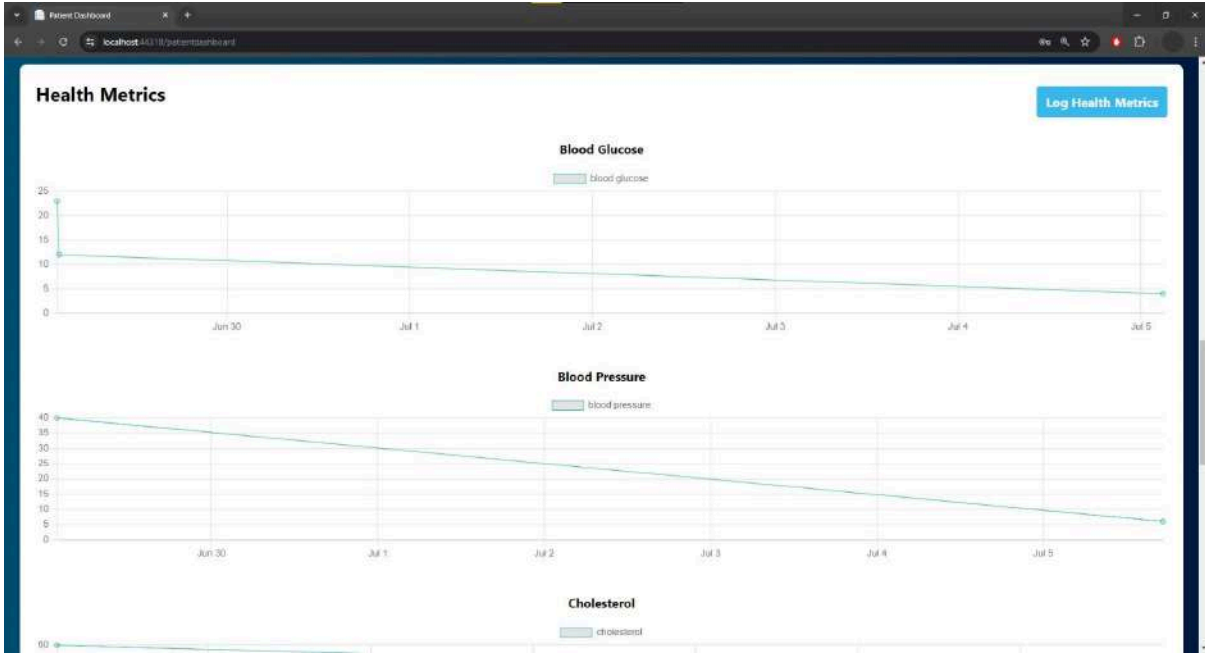 Patient Dashboard
localhost:44318/patientdashboard
Health Metrics
Log Health Metrics
Blood Glucose
blood glucose
25
20
15
10
5
0
Jun 30 Jul 1 Jul 2 Jul 3 Jul 4 Jul 5
Blood Pressure
blood pressure
40
35
30
25
20
15
10
5
0
Jun 30 Jul 1 Jul 2 Jul 3 Jul 4 Jul 5
Cholesterol
cholesterol
60